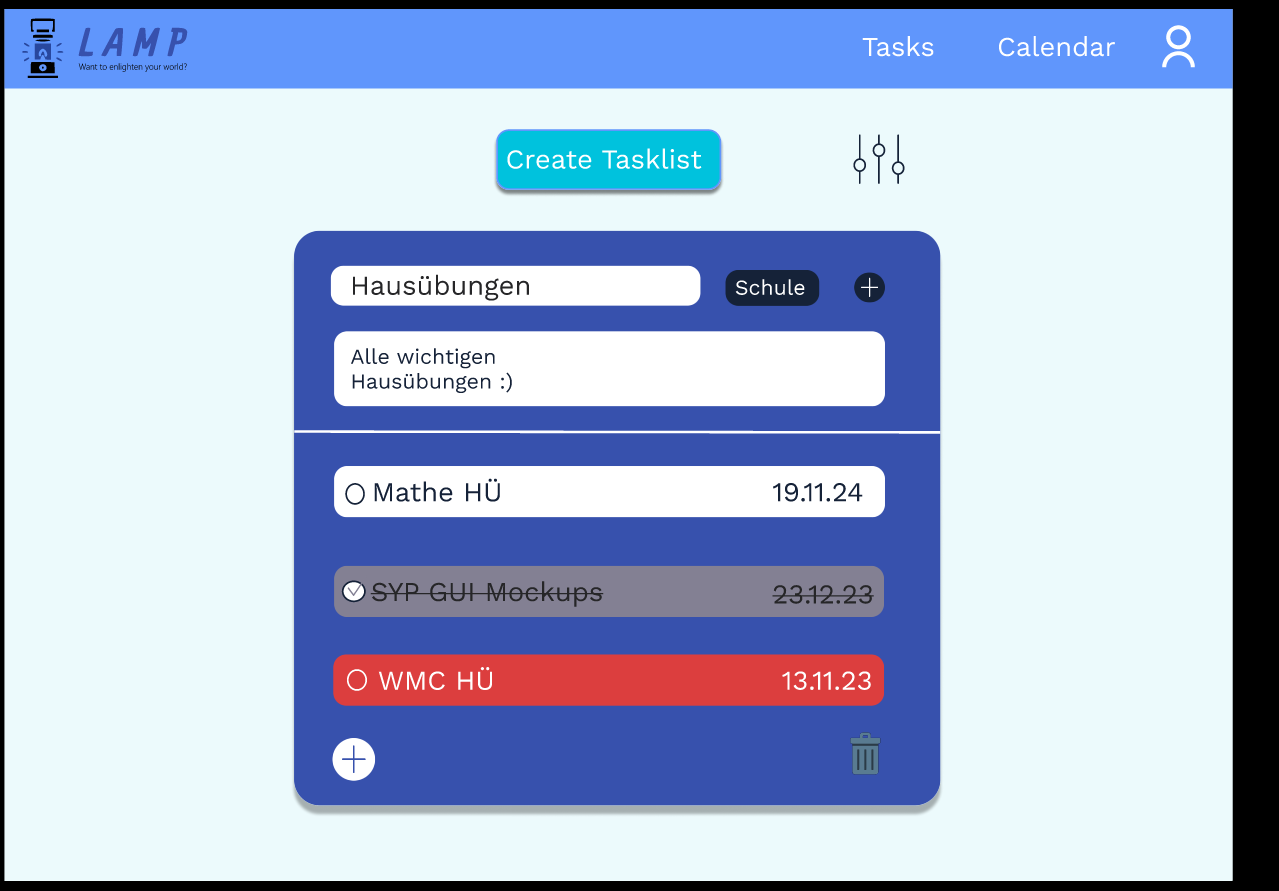 LAMP
Want to enlighten your world?
Tasks
Calendar
Create Tasklist
Hausübungen
Schule
Alle wichtigen
Hausübungen :)
Mathe HÜ 19.11.24
SYP GUI Mockups 23.12.23
WMC HÜ 13.11.23